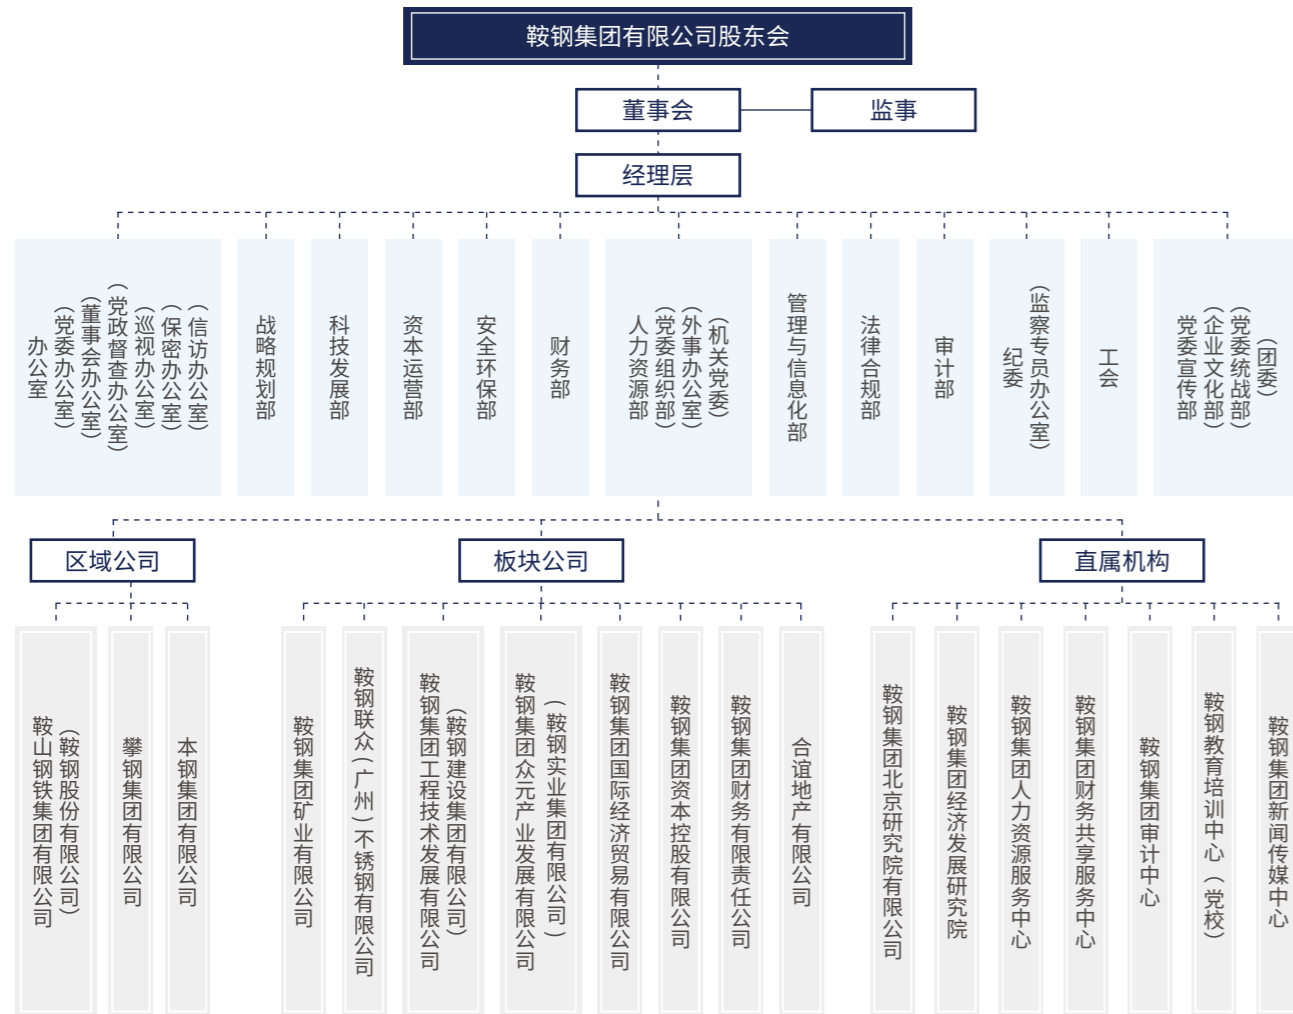 鞍钢集团有限公司股东会
董事会
监事
经理层
办公室
（党委办公室）
（董事会办公室）
（党政督查办公室）
（巡视办公室）
（保密办公室）
（信访办公室）
战略规划部
科技发展部
资本运营部
安全环保部
财务部
人力资源部
（党委组织部）
（外事办公室）
（机关党委）
管理与信息化部
法律合规部
审计部
纪委
（监察专员办公室）
工会
党委宣传部
（企业文化部）
（党委统战部）
（团委）
区域公司
板块公司
直属机构
鞍山钢铁集团有限公司
（鞍钢股份有限公司）
攀钢集团有限公司
本钢集团有限公司
鞍钢集团矿业有限公司
鞍钢联众（广州）不锈钢有限公司
鞍钢集团工程技术发展有限公司
（鞍钢建设集团有限公司）
鞍钢集团众元产业发展有限公司
（鞍钢实业集团有限公司）
鞍钢集团国际经济贸易有限公司
鞍钢集团资本控股有限公司
鞍钢集团财务有限责任公司
合谊地产有限公司
鞍钢集团北京研究院有限公司
鞍钢集团经济发展研究院
鞍钢集团人力资源服务中心
鞍钢集团财务共享服务中心
鞍钢集团审计中心
鞍钢教育培训中心（党校）
鞍钢集团新闻传媒中心